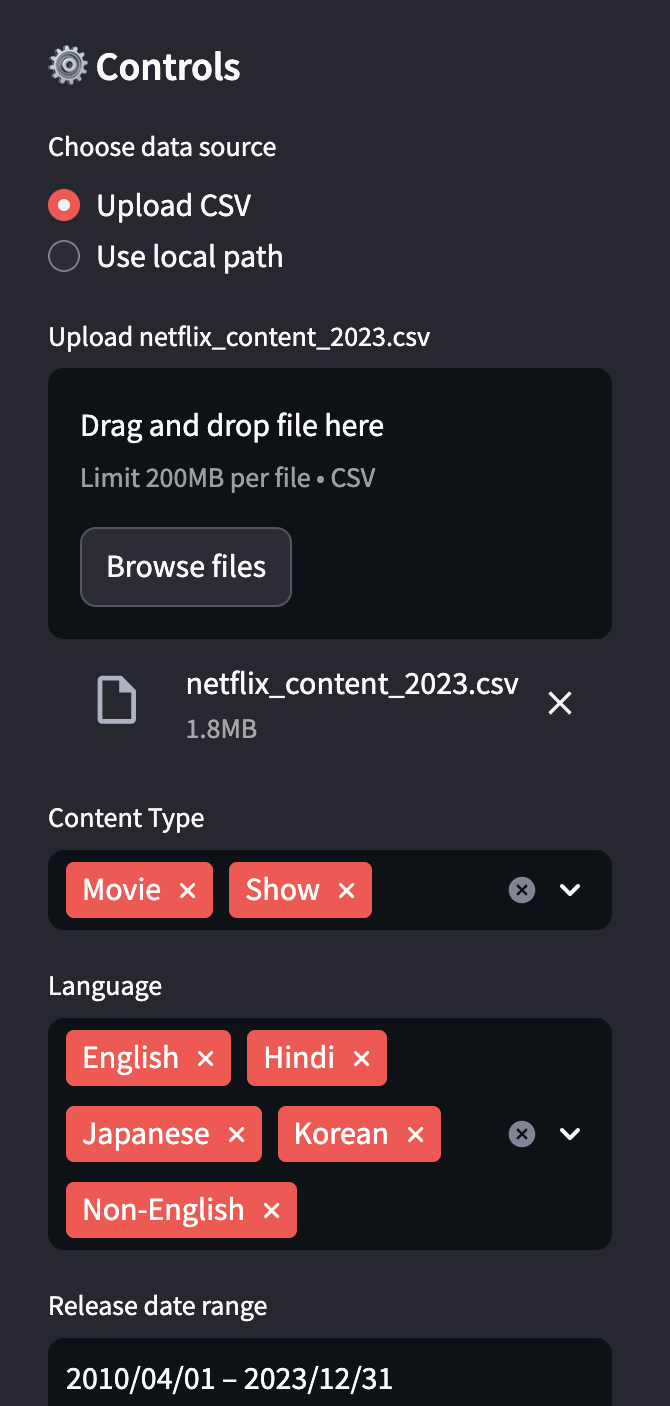 Controls
Choose data source
Upload CSV
Use local path
Upload netflix_content_2023.csv
Drag and drop file here
Limit 200MB per file • CSV
Browse files
netflix_content_2023.csv
1.8MB
Content Type
Movie Show
Language
English Hindi
Japanese Korean
Non-English
Release date range
2010/04/01 – 2023/12/31